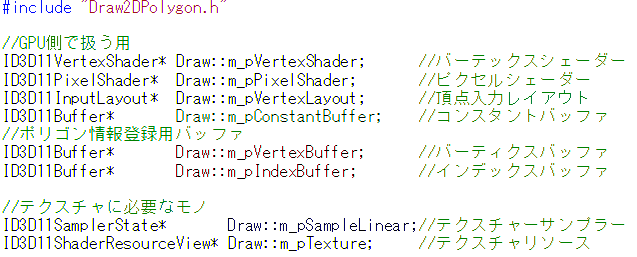 #include "Draw2DPolygon.h"
//GPU側で扱う用
ID3D11VertexShader* Draw::m_pVertexShader; //バーテックスシェーダー
ID3D11PixelShader* Draw::m_pPixelShader; //ピクセルシェーダー
ID3D11InputLayout* Draw::m_pVertexLayout; //頂点入力レイアウト
ID3D11Buffer* Draw::m_pConstantBuffer; //コンスタントバッファ
//ポリゴン情報登録用バッファ
ID3D11Buffer* Draw::m_pVertexBuffer; //バーティクスバッファ
ID3D11Buffer* Draw::m_pIndexBuffer; //インデックスバッファ
//テクスチャに必要なモノ
ID3D11SamplerState* Draw::m_pSampleLinear;//テクスチャーサンプラー
ID3D11ShaderResourceView* Draw::m_pTexture; //テクスチャリソース